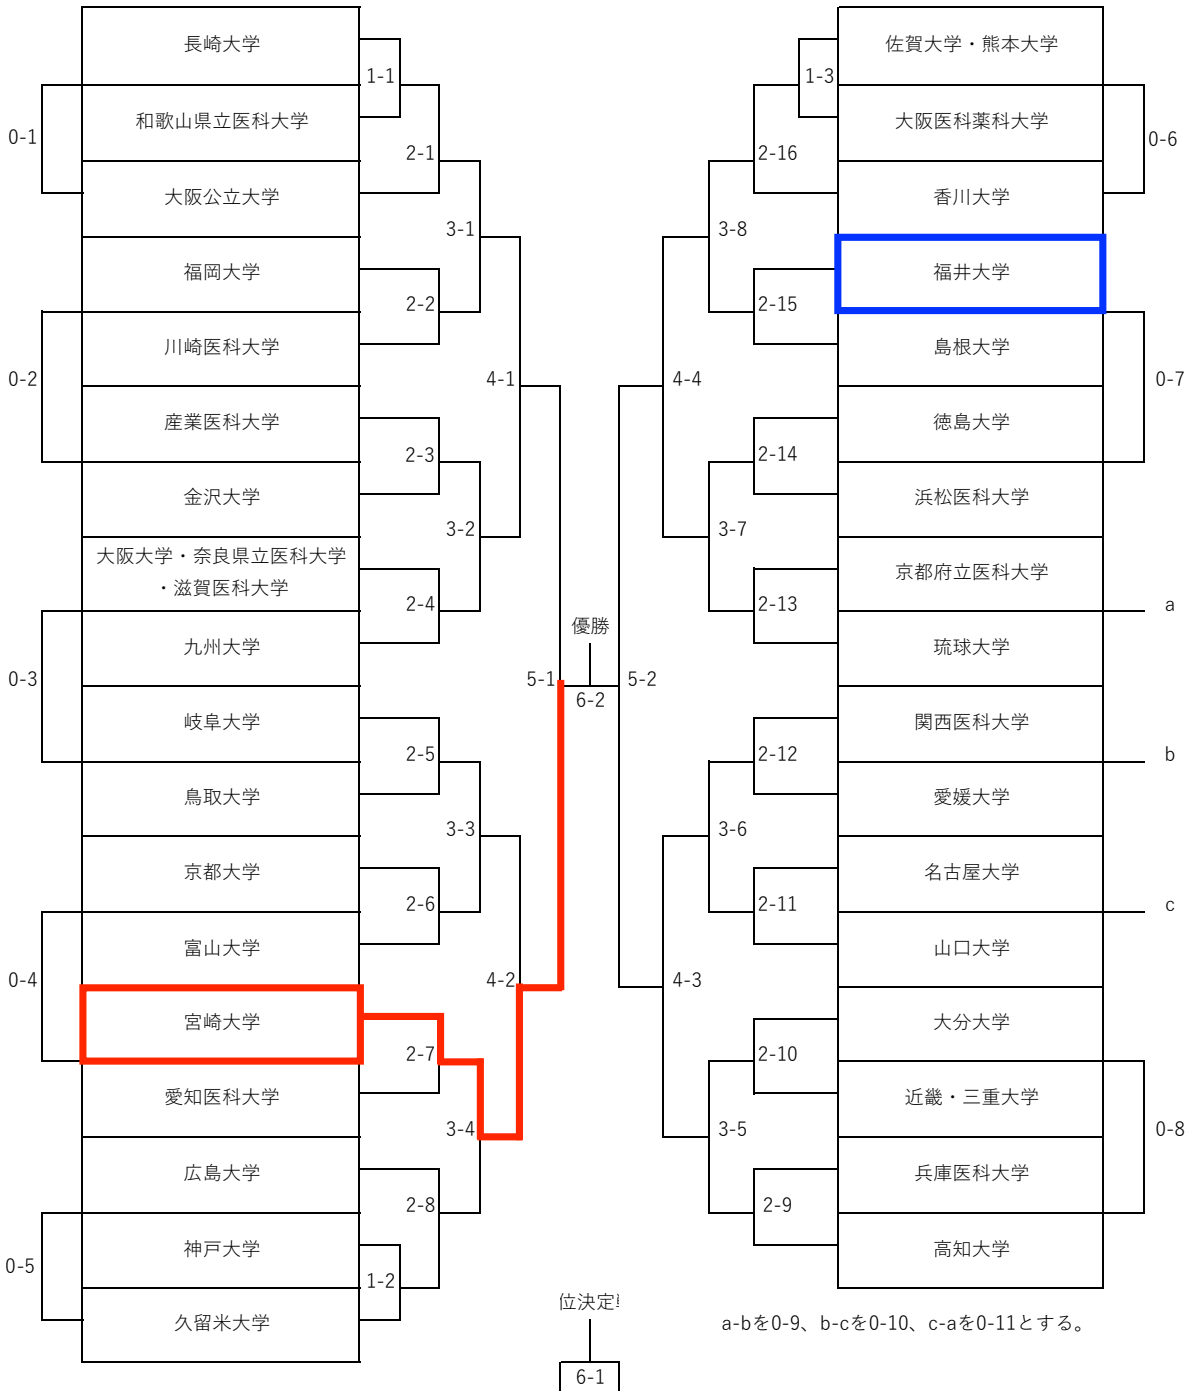 長崎大学
和歌山県立医科大学
大阪公立大学
福岡大学
川崎医科大学
産業医科大学
金沢大学
大阪大学・奈良県立医科大学
・滋賀医科大学
九州大学
岐阜大学
鳥取大学
京都大学
富山大学
宮崎大学
愛知医科大学
広島大学
神戸大学
久留米大学
0-1
0-2
0-3
0-4
0-5
1-1
1-2
2-1
2-2
2-3
2-4
2-5
2-6
2-7
2-8
3-1
3-2
3-3
3-4
4-1
4-2
5-1
優勝
6-2
5-2
4-4
4-3
3-8
3-7
3-6
3-5
2-16
2-15
2-14
2-13
2-12
2-11
2-10
2-9
1-3
佐賀大学・熊本大学
大阪医科薬科大学
香川大学
福井大学
島根大学
徳島大学
浜松医科大学
京都府立医科大学
琉球大学
関西医科大学
愛媛大学
名古屋大学
山口大学
大分大学
近畿・三重大学
兵庫医科大学
高知大学
0-6
0-7
a
b
c
0-8
位決定
6-1
a-bを0-9、b-cを0-10、c-aを0-11とする。